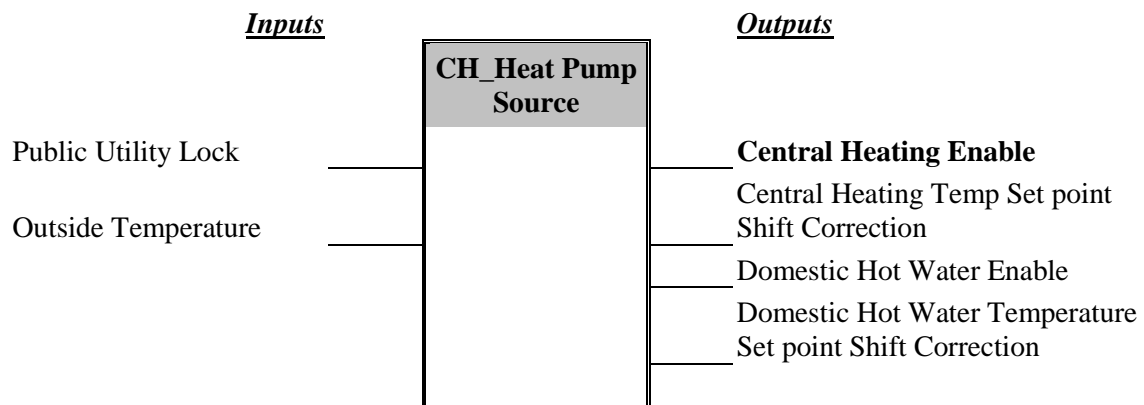 Inputs
Outputs
CH_Heat Pump
Source
Public Utility Lock
Central Heating Enable
Central Heating Temp Set point
Outside Temperature
Shift Correction
Domestic Hot Water Enable
Domestic Hot Water Temperature
Set point Shift Correction